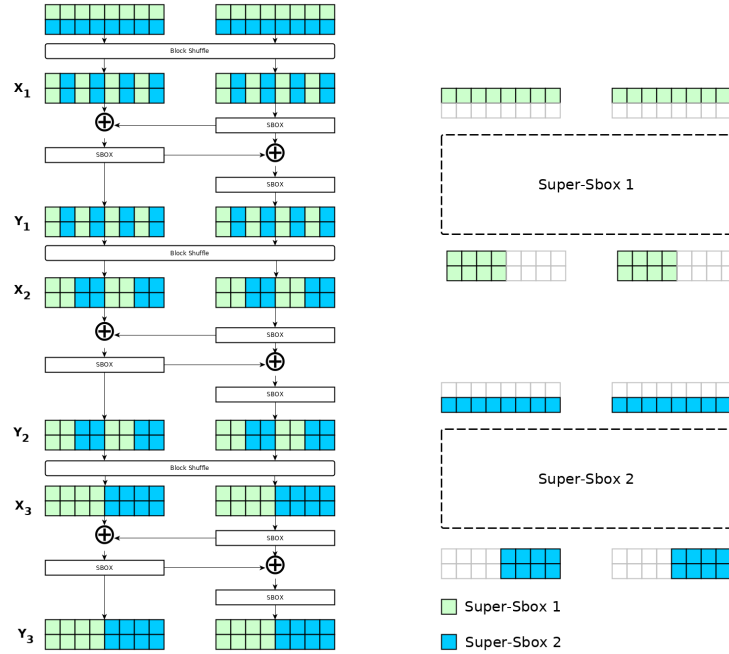 Block Shuffle
X1
SBOX
SBOX
SBOX
Y1
Block Shuffle
X2
SBOX
SBOX
SBOX
Y2
Block Shuffle
X3
SBOX
SBOX
SBOX
Y3
Super-Sbox 1
Super-Sbox 2
Super-Sbox 1
Super-Sbox 2